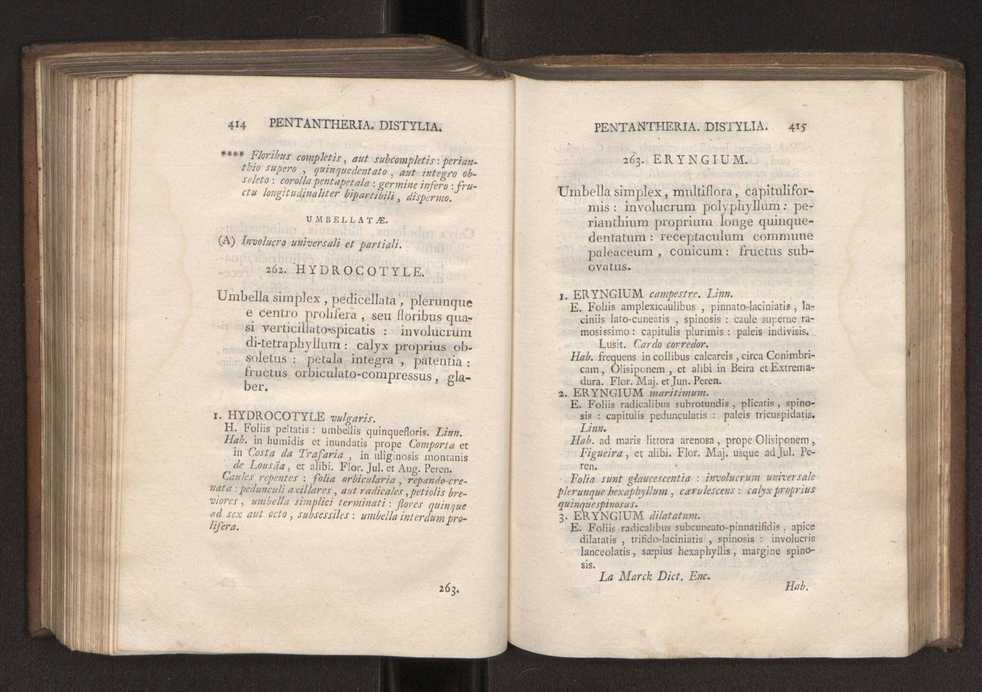 414 PENTANTHERIA. DISTYLIA.
**** Floribus completis, aut subcompletis: perian-
thio supero, quinquedentato, aut integro ob-
soleto: corolla pentapetala: germine infero: fru-
ctu longitudinaliter bipartibili, dispermo.
UMBELLATÆ.
(A) Involucro universali et partiali.
262. HYDROCOTYLE.
Umbella simplex, pedicellata, plerunque
e centro prolifera, seu floribus qua-
si verticillato-spicatis: involucrum
di-tetraphyllum: calyx proprius ob-
soletus: petala integra, patentia:
fructus orbiculato-compressus, gla-
ber.
1. HYDROCOTYLE vulgaris.
H. Foliis peltatis: umbellis quinquefloris. Linn.
Hab. in humidis et inundatis prope Comporta et
in Costa da Trafaria, in uliginosis montanis
de Lousãa, et alibi. Flor. Jul. et Aug. Peren.
Caules repentes: folia orbicularia, repando-cre-
nata: pedunculi axillares, aut radicales, petiolis bre-
viores, umbella simplici terminati: flores quinque
ad sex aut octo, subsessiles: umbella interdum pro-
lifera.
263.
PENTANTHERIA. DISTYLIA. 415
263. ERYNGIUM.
Umbella simplex, multiflora, capitulifor-
mis: involucrum polyphyllum: pe-
rianthium proprium longe quinque-
dentatum: receptaculum commune
paleaceum, conicum: fructus sub-
ovatus.
1. ERYNGIUM campestre. Linn.
E. Foliis amplexicaulibus, pinnato-laciniatis, la-
ciniis lato-cuneatis, spinosis: caule superne ra-
mosissimo: capitulis plurimis: paleis indivisis.
Lusit. Cardo corredor.
Hab. frequens in collibus calcareis, circa Conimbri-
cam, Olisiponem, et alibi in Beira et Extrema-
dura. Flor. Maj. et Jun. Peren.
2. ERYNGIUM maritimum.
E. Foliis radicalibus subrotundis, plicatis, spino-
sis: capitulis pedunculatis: paleis tricuspidatis.
Linn.
Hab. ad maris littora arenosa, prope Olisiponem,
Figueira, et alibi. Flor. Maj. usque ad Jul. Pe-
ren.
Folia sunt glaucescentia: involucrum universale
plerunque hexaphyllum, cærulescens: calyx proprius
quinquespinosus.
3. ERYNGIUM dilatatum.
E. Foliis radicalibus subcuneato-pinnatifidis, apice
dilatatis, trifido-laciniatis, spinosis: involucris
lanceolatis, sæpius hexaphyllis, margine spino-
sis.
La Marck Dict. Enc.
Hab.